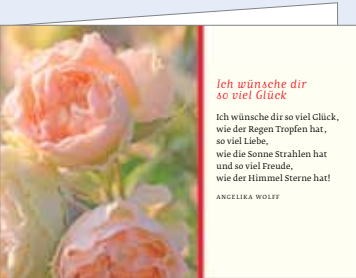 Ich wünsche dir
so viel Glück
Ich wünsche dir so viel Glück,
wie der Regen Tropfen hat,
so viel Liebe,
wie die Sonne Strahlen hat
und so viel Freude,
wie der Himmel Sterne hat!
ANGELIKA WOLFF